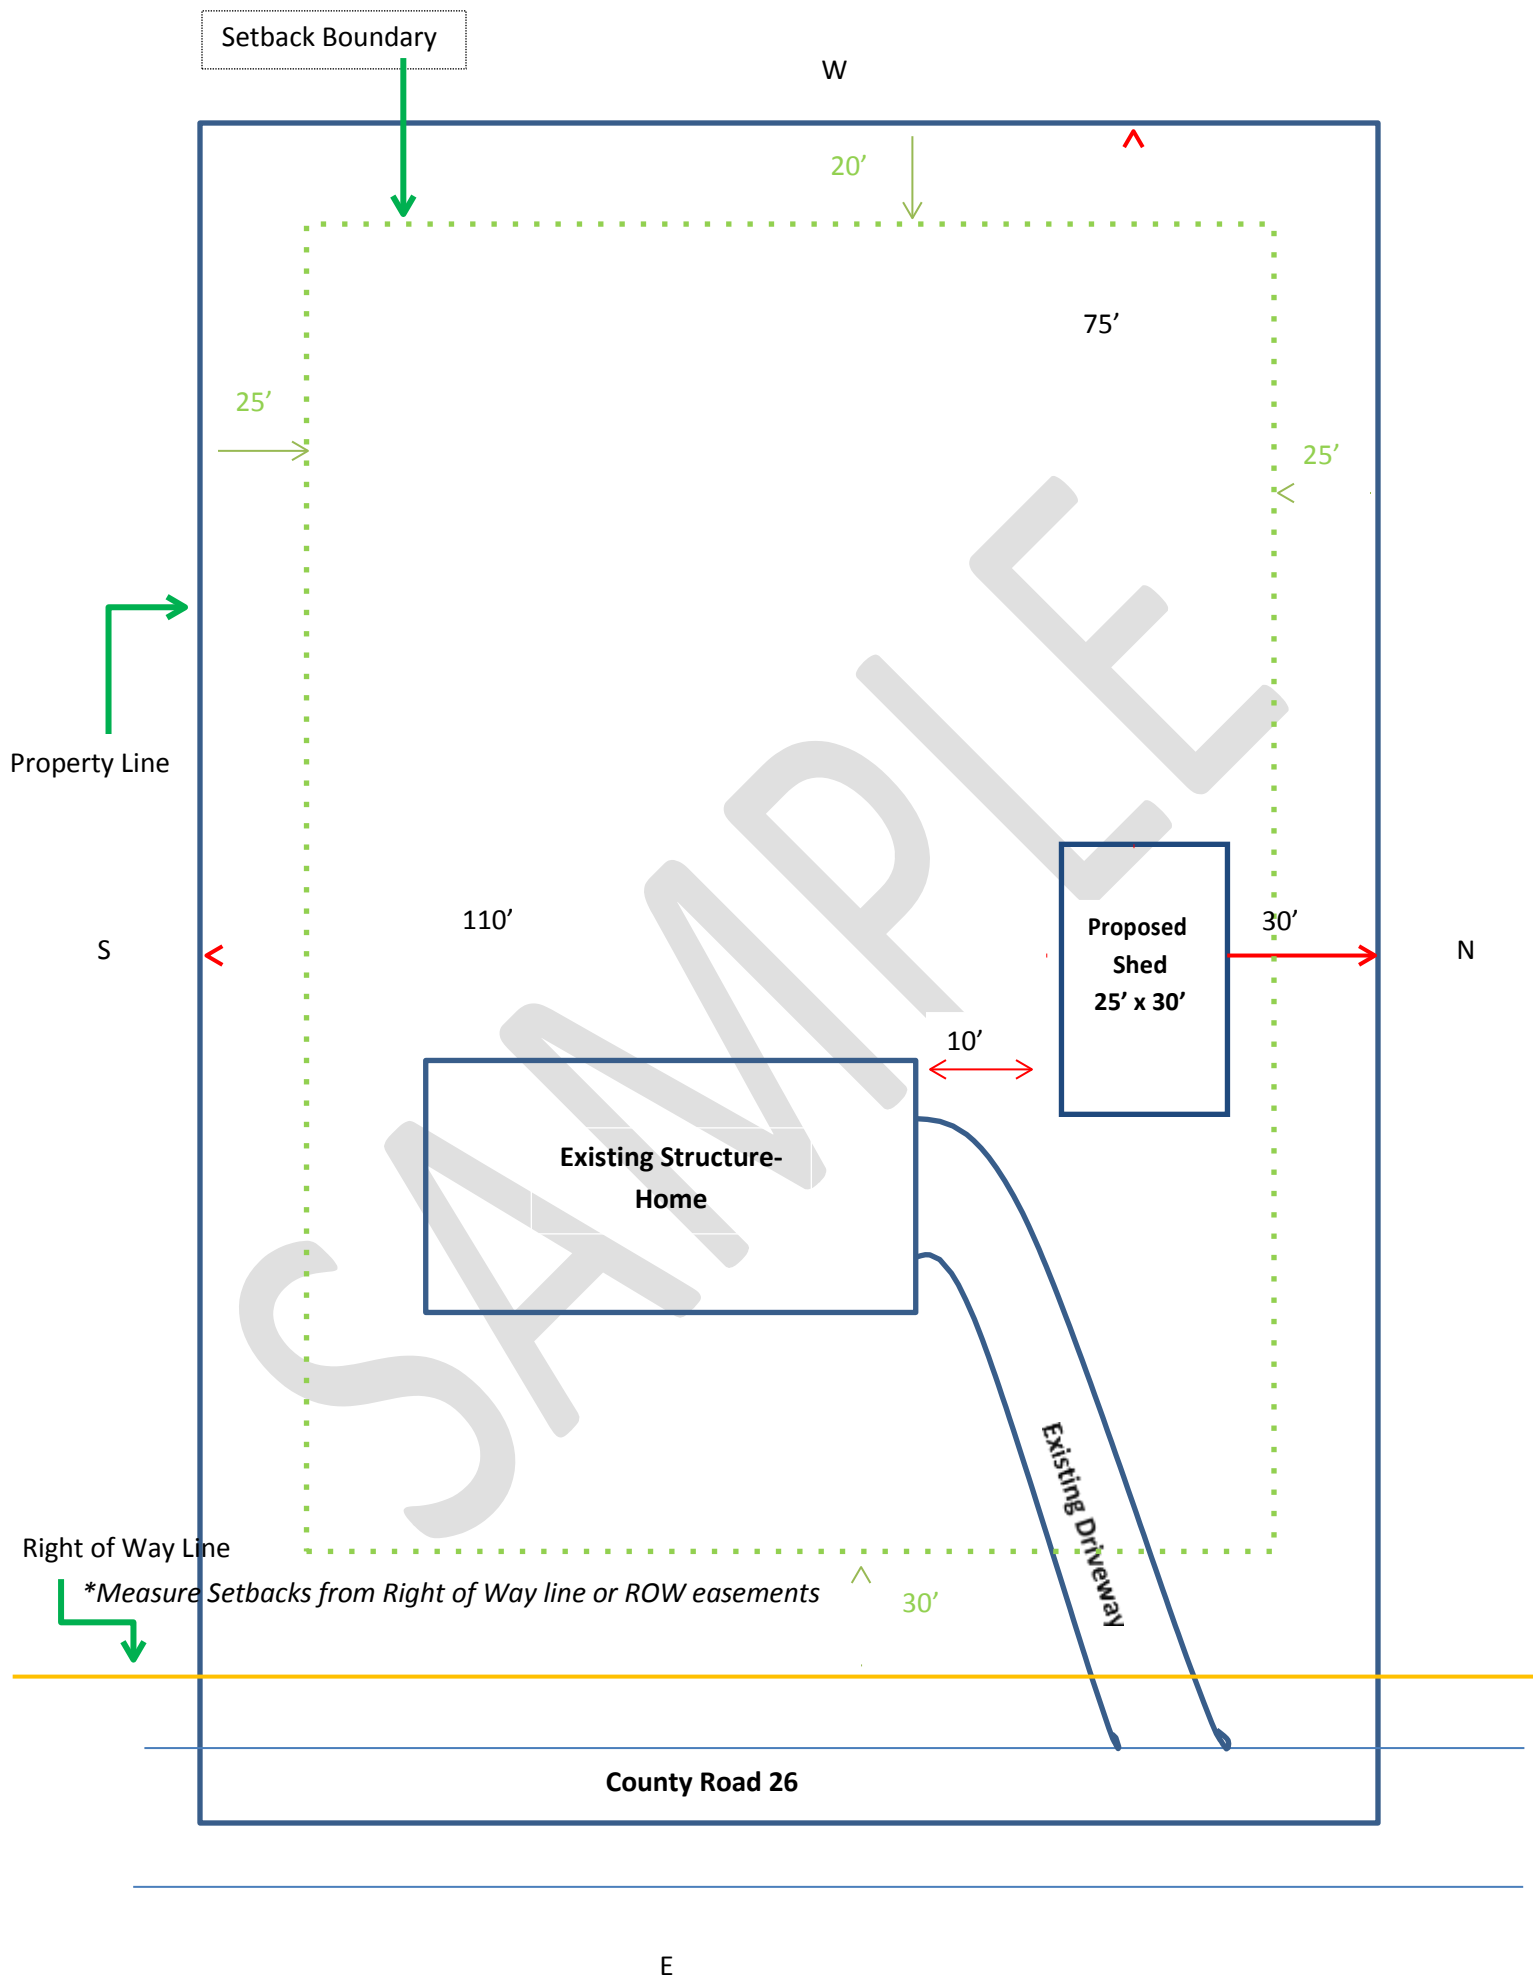 Setback Boundary
W
20’
75’
25’
25’
Property Line
110’
30’
S
N
Proposed
Shed
25’ x 30’
10’
Existing Structure-
Home
Existing Driveway
Right of Way Line
*Measure Setbacks from Right of Way line or ROW easements
30’
County Road 26
E
SAMPLE